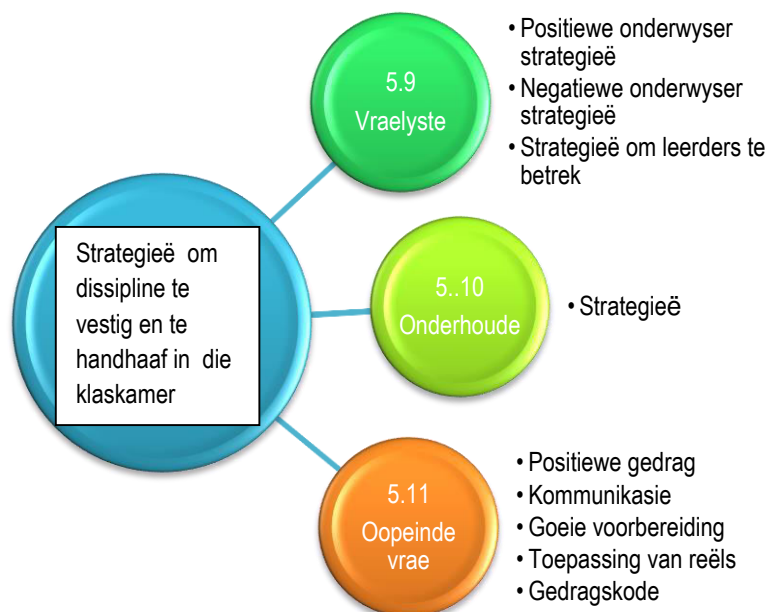 Strategieë om
dissipline te
vestig en te
handhaaf in die
klaskamer
5.9
Vraelyste
• Positiewe onderwyser
strategieë
• Negatiewe onderwyser
strategieë
• Strategieë om leerders te
betrek
5..10
Onderhoude
• Strategieë
5.11
Oopeinde
vrae
• Positiewe gedrag
• Kommunikasie
• Goeie voorbereiding
• Toepassing van reëls
• Gedragskode